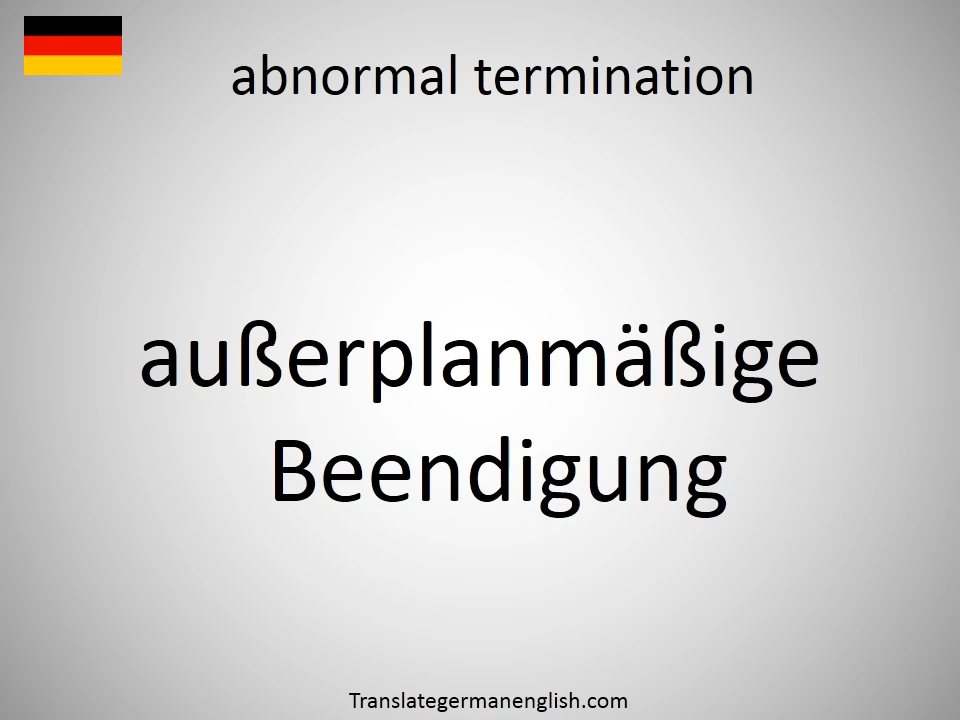 abnormal termination
außerplanmäßige
Beendigung
Translategermanenglish.com